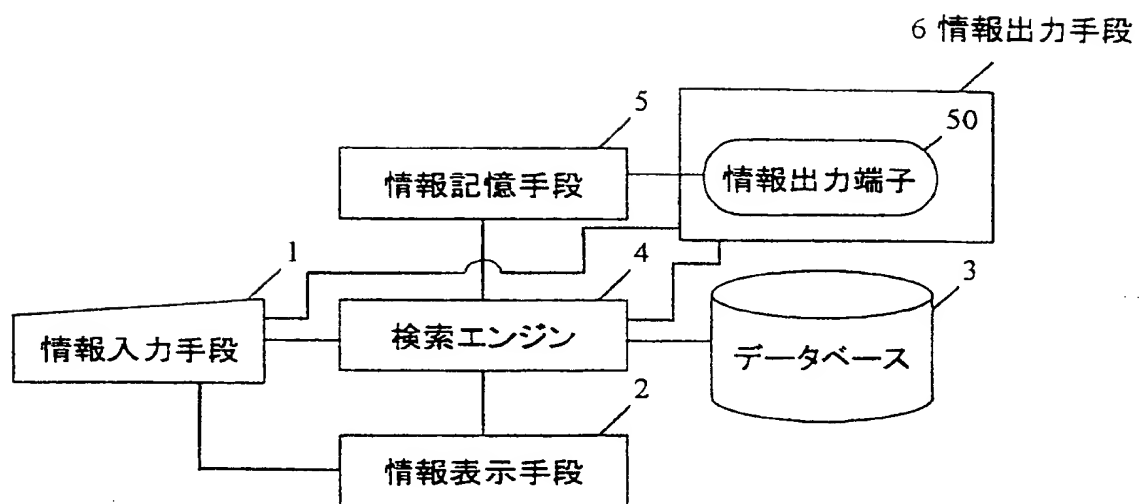 6 情報出力手段
5
50
情報記憶手段
情報出力端子
1
4
3
情報入力手段
検索エンジン
データベース
2
情報表示手段